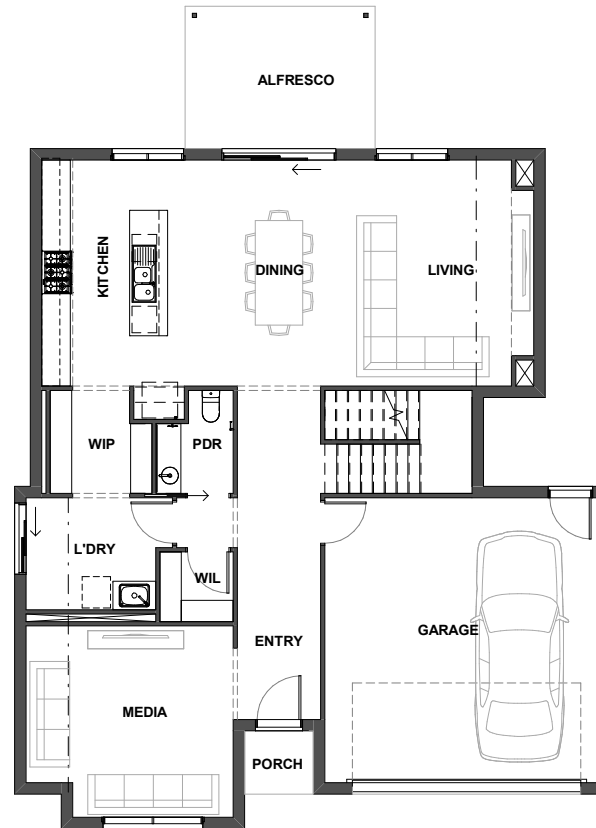 ALFRESCO
KITCHEN
DINING
LIVING
WIP
PDR
L'DRY
WIL
ENTRY
GARAGE
MEDIA
PORCH